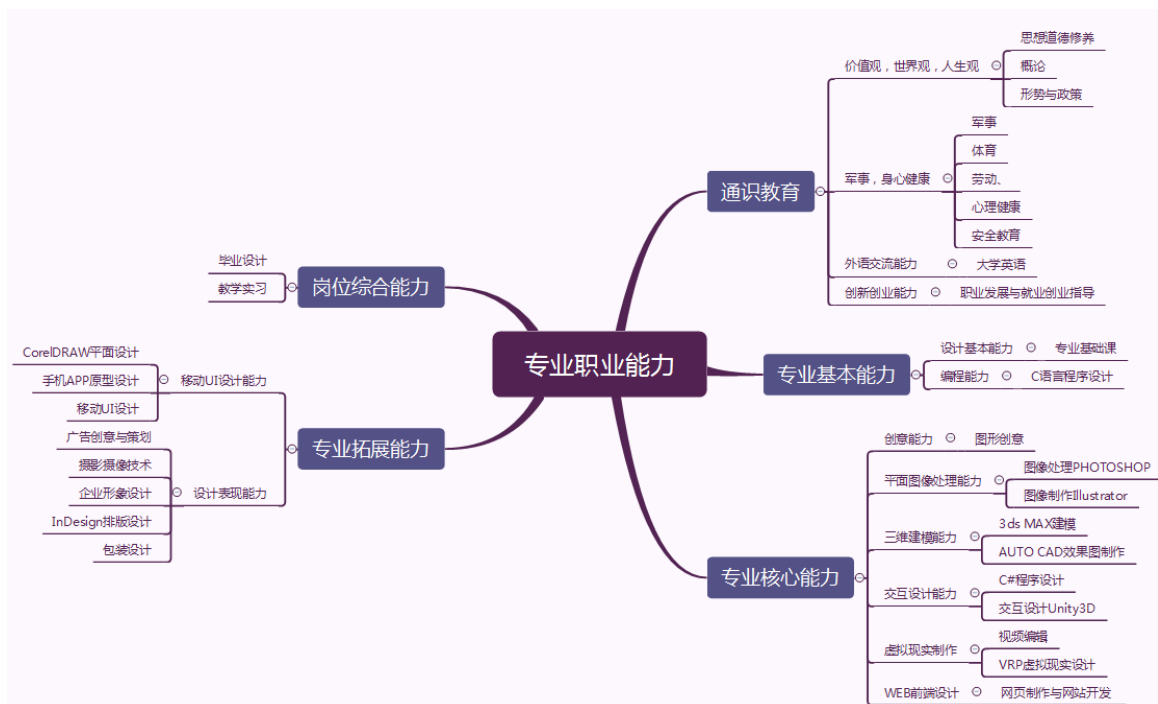 专业职业能力
通识教育
价值观，世界观，人生观
思想道德修养
概论
形势与政策
军事，身心健康
军事
体育
劳动、
心理健康
安全教育
外语交流能力
大学英语
创新创业能力
职业发展与就业创业指导
专业基本能力
设计基本能力
专业基础课
编程能力
C语言程序设计
专业核心能力
创意能力
图形创意
平面图像处理能力
图像处理PHOTOSHOP
图像制作Illustrator
三维建模能力
3ds MAX建模
AUTO CAD效果图制作
交互设计能力
C#程序设计
交互设计Unity3D
虚拟现实制作
视频编辑
VRP虚拟现实设计
WEB前端设计
网页制作与网站开发
岗位综合能力
毕业设计
教学实习
专业拓展能力
移动UI设计能力
CorelDRAW平面设计
手机APP原型设计
移动UI设计
设计表现能力
广告创意与策划
摄影摄像技术
企业形象设计
InDesign排版设计
包装设计